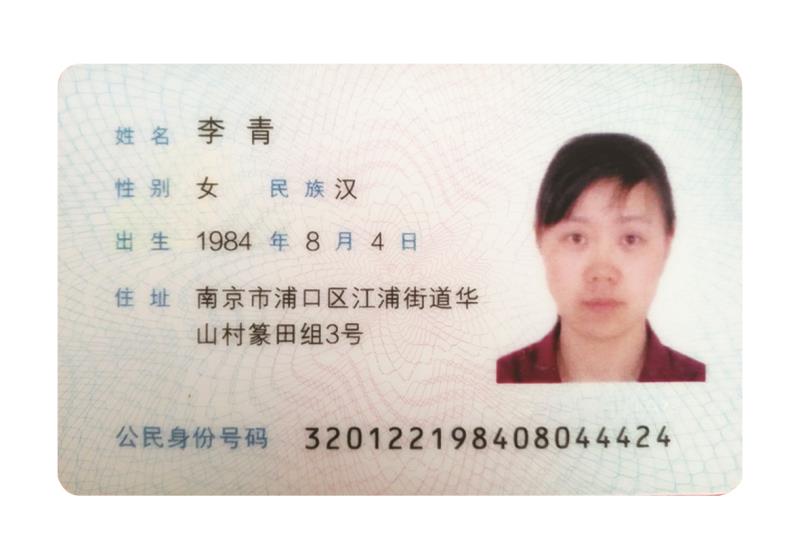 姓名 李青
性别 女 民族 汉
出生 1984 年 8 月 4 日
住址 南京市浦口区江浦街道华
山村篆田组3号
公民身份号码 320122198408044424